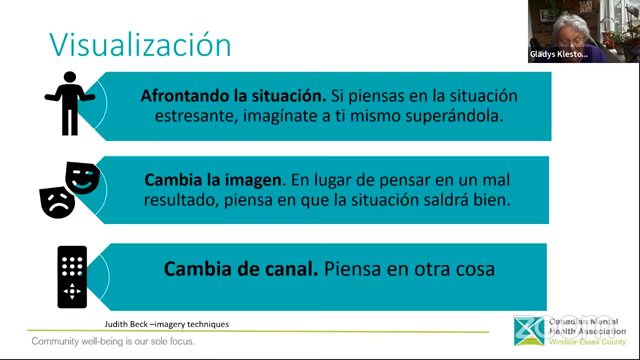 Visualización
Gladys Klesto...
Afrontando la situación. Si piensas en la situación
estresante, imagínate a ti mismo superándola.
Cambia la imagen. En lugar de pensar en un mal
resultado, piensa en que la situación saldrá bien.
Cambia de canal. Piensa en otra cosa
Judith Beck –imagery techniques
Community well-being is our sole focus.
zoom
Canadian Mental
Health Association
Windsor-Essex County